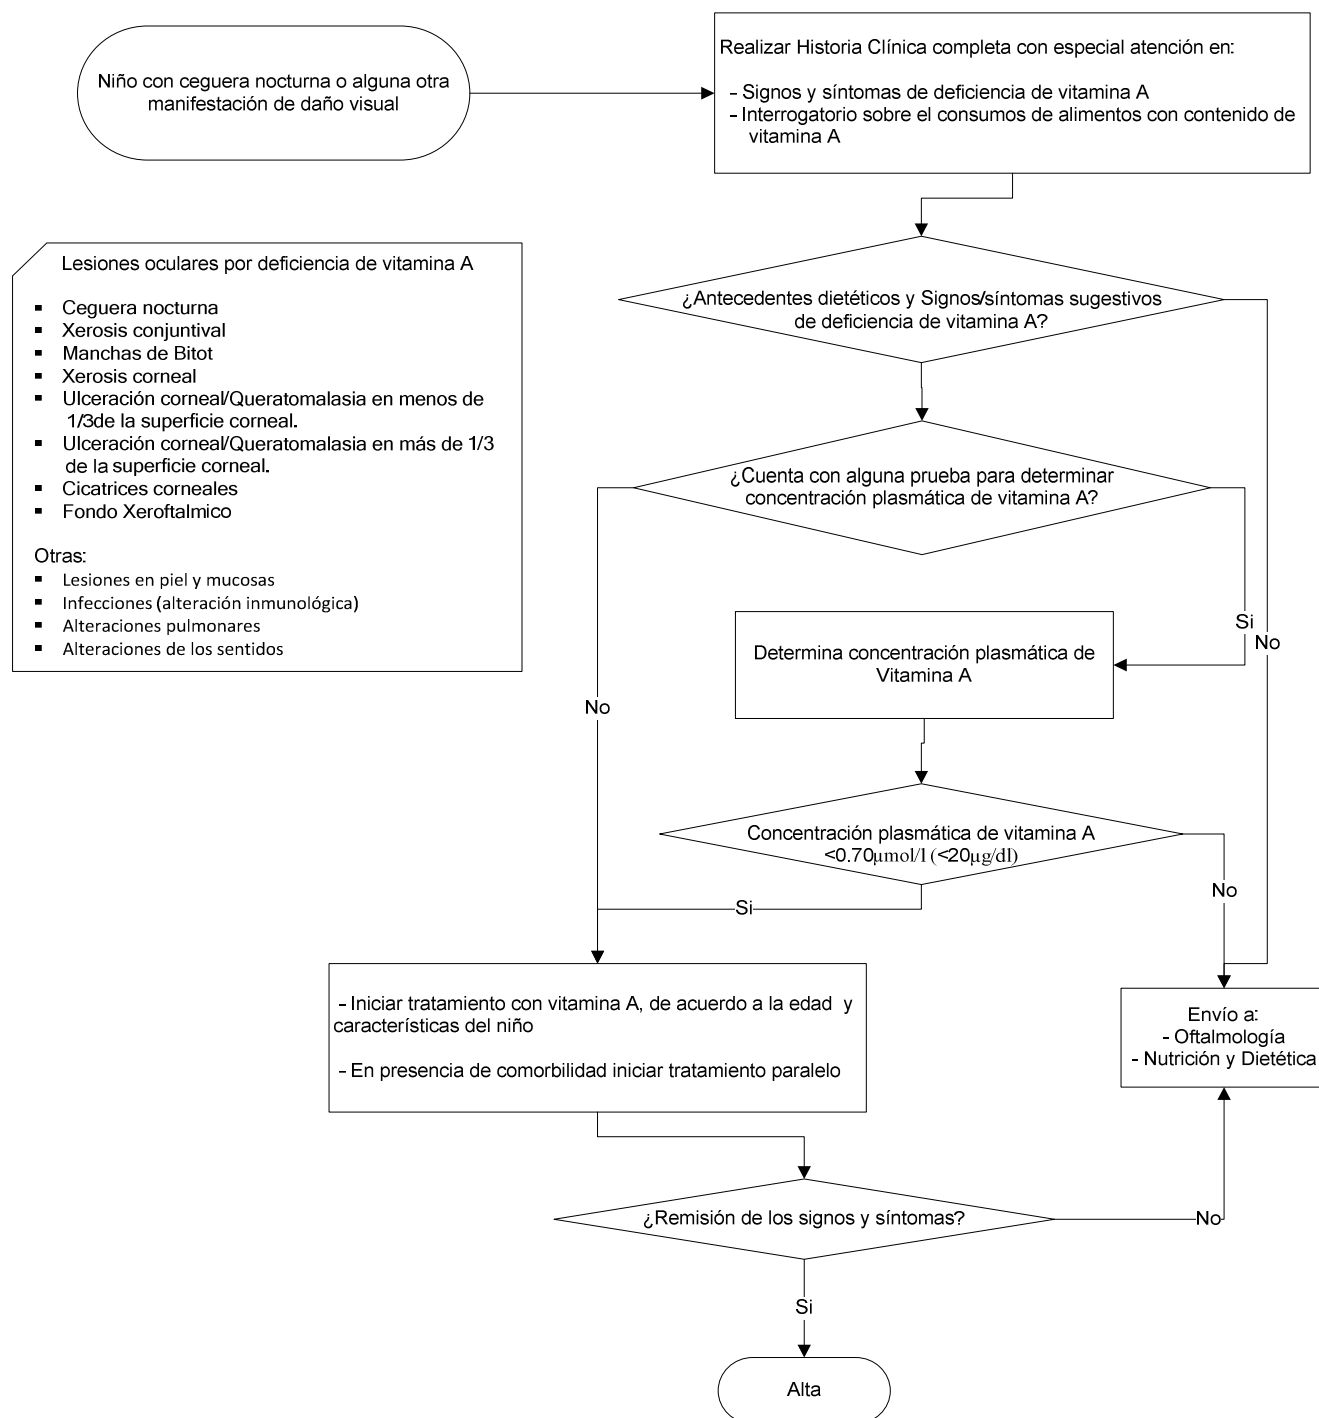 Niño con ceguera nocturna o alguna otra
manifestación de daño visual
Realizar Historia Clínica completa con especial atención en:
- Signos y síntomas de deficiencia de vitamina A
- Interrogatorio sobre el consumos de alimentos con contenido de
vitamina A
Lesiones oculares por deficiencia de vitamina A
▪ Ceguera nocturna
▪ Xerosis conjuntival
▪ Manchas de Bitot
▪ Xerosis corneal
▪ Ulceración corneal/Queratomalasia en menos de
1/3de la superficie corneal.
▪ Ulceración corneal/Queratomalasia en más de 1/3
de la superficie corneal.
▪ Cicatrices corneales
▪ Fondo Xeroftalmico
Otras:
▪ Lesiones en piel y mucosas
▪ Infecciones (alteración inmunológica)
▪ Alteraciones pulmonares
▪ Alteraciones de los sentidos
¿Antecedentes dietéticos y Signos/síntomas sugestivos
de deficiencia de vitamina A?
¿Cuenta con alguna prueba para determinar
concentración plasmática de vitamina A?
Si
No
Determina concentración plasmática de
Vitamina A
No
Concentración plasmática de vitamina A
<0.70µmol/l (<20µg/dl)
No
Si
- Iniciar tratamiento con vitamina A, de acuerdo a la edad y
características del niño
- En presencia de comorbilidad iniciar tratamiento paralelo
Envío a:
- Oftalmología
- Nutrición y Dietética
¿Remisión de los signos y síntomas?
No
Si
Alta